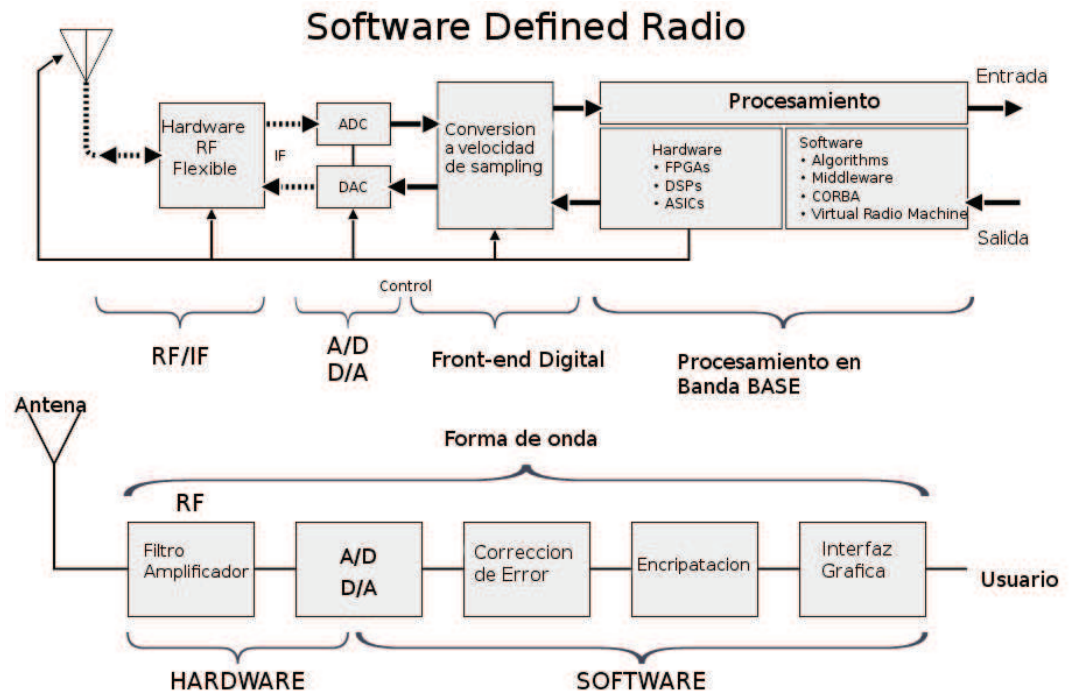 Software Defined Radio
Hardware
RF
Flexible
IF
ADC
DAC
Conversion
a velocidad
de sampling
Procesamiento
Hardware
• FPGAs
• DSPs
• ASICs
Software
• Algorithms
• Middleware
• CORBA
• Virtual Radio Machine
Entrada
Salida
Control
RF/IF
A/D
D/A
Front-end Digital
Procesamiento en
Banda BASE
Antena
Forma de onda
RF
Filtro
Amplificador
A/D
D/A
Correccion
de Error
Encripatacion
Interfaz
Grafica
Usuario
HARDWARE
SOFTWARE